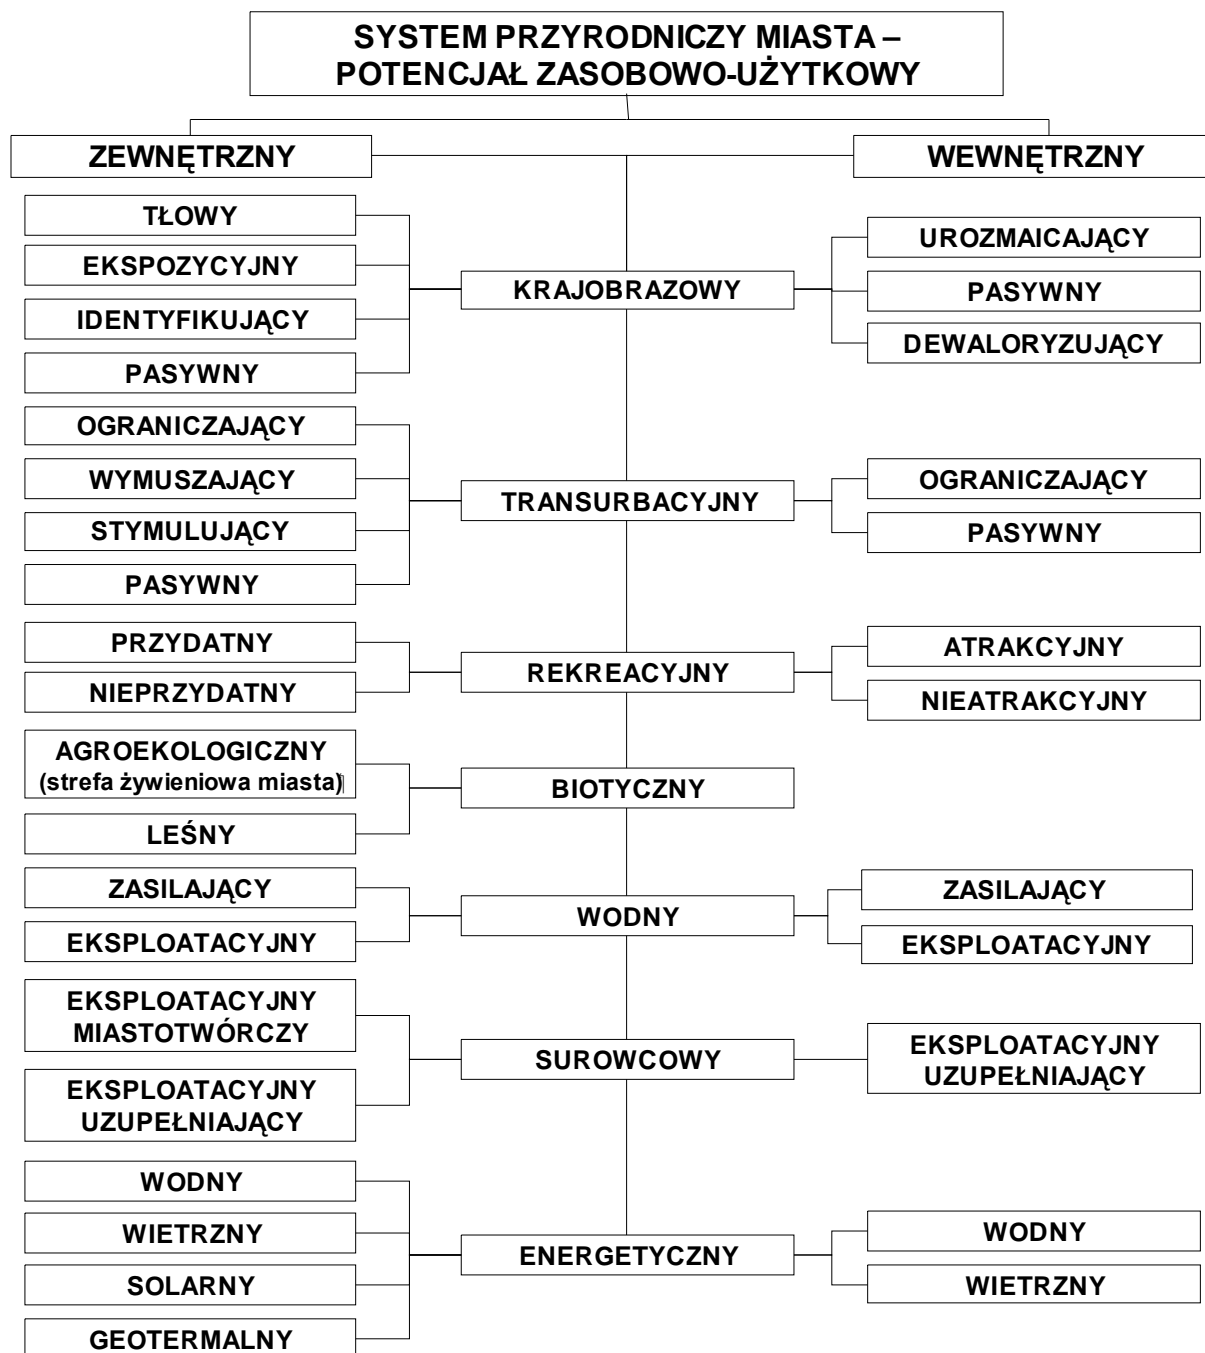 SYSTEM PRZYRODNICZY MIASTA –
POTENCJAŁ ZASOBOWO-UŻYTKOWY
ZEWNĘTRZNY
WEWNĘTRZNY
TŁOWY
EKSPOZYCYJNY
IDENTYFIKUJĄCY
PASYWNY
KRAJOBRAZOWY
UROZMAICAJĄCY
PASYWNY
DEWALORYZUJĄCY
OGRANICZAJĄCY
WYMUSZAJĄCY
STYMULUJĄCY
PASYWNY
TRANSURBACYJNY
OGRANICZAJĄCY
PASYWNY
PRZYDATNY
NIEPRZYDATNY
REKREACYJNY
ATRAKCYJNY
NIEATRAKCYJNY
AGROEKOLOGICZNY
(strefa żywieniowa miasta)
LEŚNY
BIOTYCZNY
ZASILAJĄCY
EKSPLOATACYJNY
WODNY
ZASILAJĄCY
EKSPLOATACYJNY
EKSPLOATACYJNY
MIASTOTWÓRCZY
EKSPLOATACYJNY
UZUPEŁNIAJĄCY
SUROWCOWY
EKSPLOATACYJNY
UZUPEŁNIAJĄCY
WODNY
WIETRZNY
SOLARNY
GEOTERMALNY
ENERGETYCZNY
WODNY
WIETRZNY